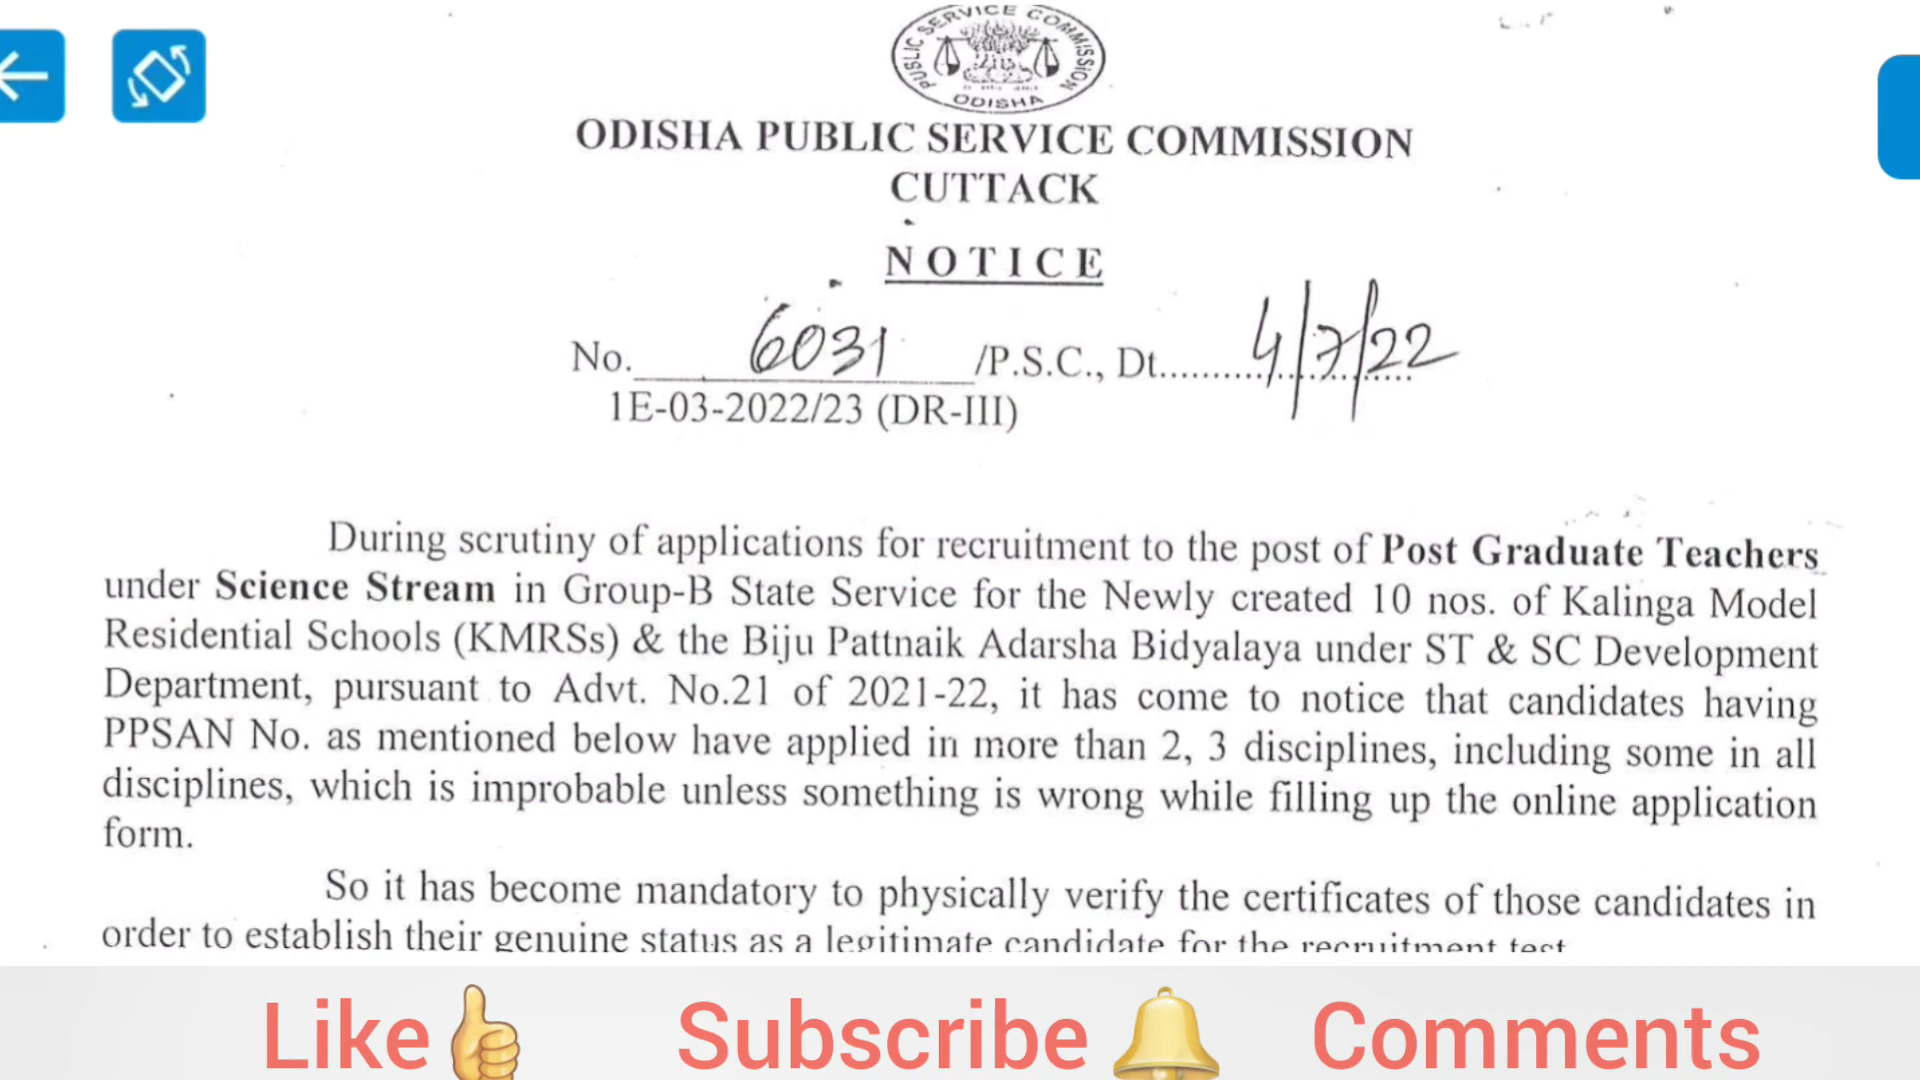 PUBLIC SERVICE COMMISSION
ODISHA
ODISHA PUBLIC SERVICE COMMISSION
CUTTACK
NOTICE
No. 6031 /P.S.C., Dt..........4/7/22
1E-03-2022/23 (DR-III)
During scrutiny of applications for recruitment to the post of Post Graduate Teachers
under Science Stream in Group-B State Service for the Newly created 10 nos. of Kalinga Model
Residential Schools (KMRSs) & the Biju Pattnaik Adarsha Bidyalaya under ST & SC Development
Department, pursuant to Advt. No.21 of 2021-22, it has come to notice that candidates having
PPSAN No. as mentioned below have applied in more than 2, 3 disciplines, including some in all
disciplines, which is improbable unless something is wrong while filling up the online application
form.
So it has become mandatory to physically verify the certificates of those candidates in
order to establish their genuine status as a legitimate candidate for the recruitment test
Like Subscribe Comments